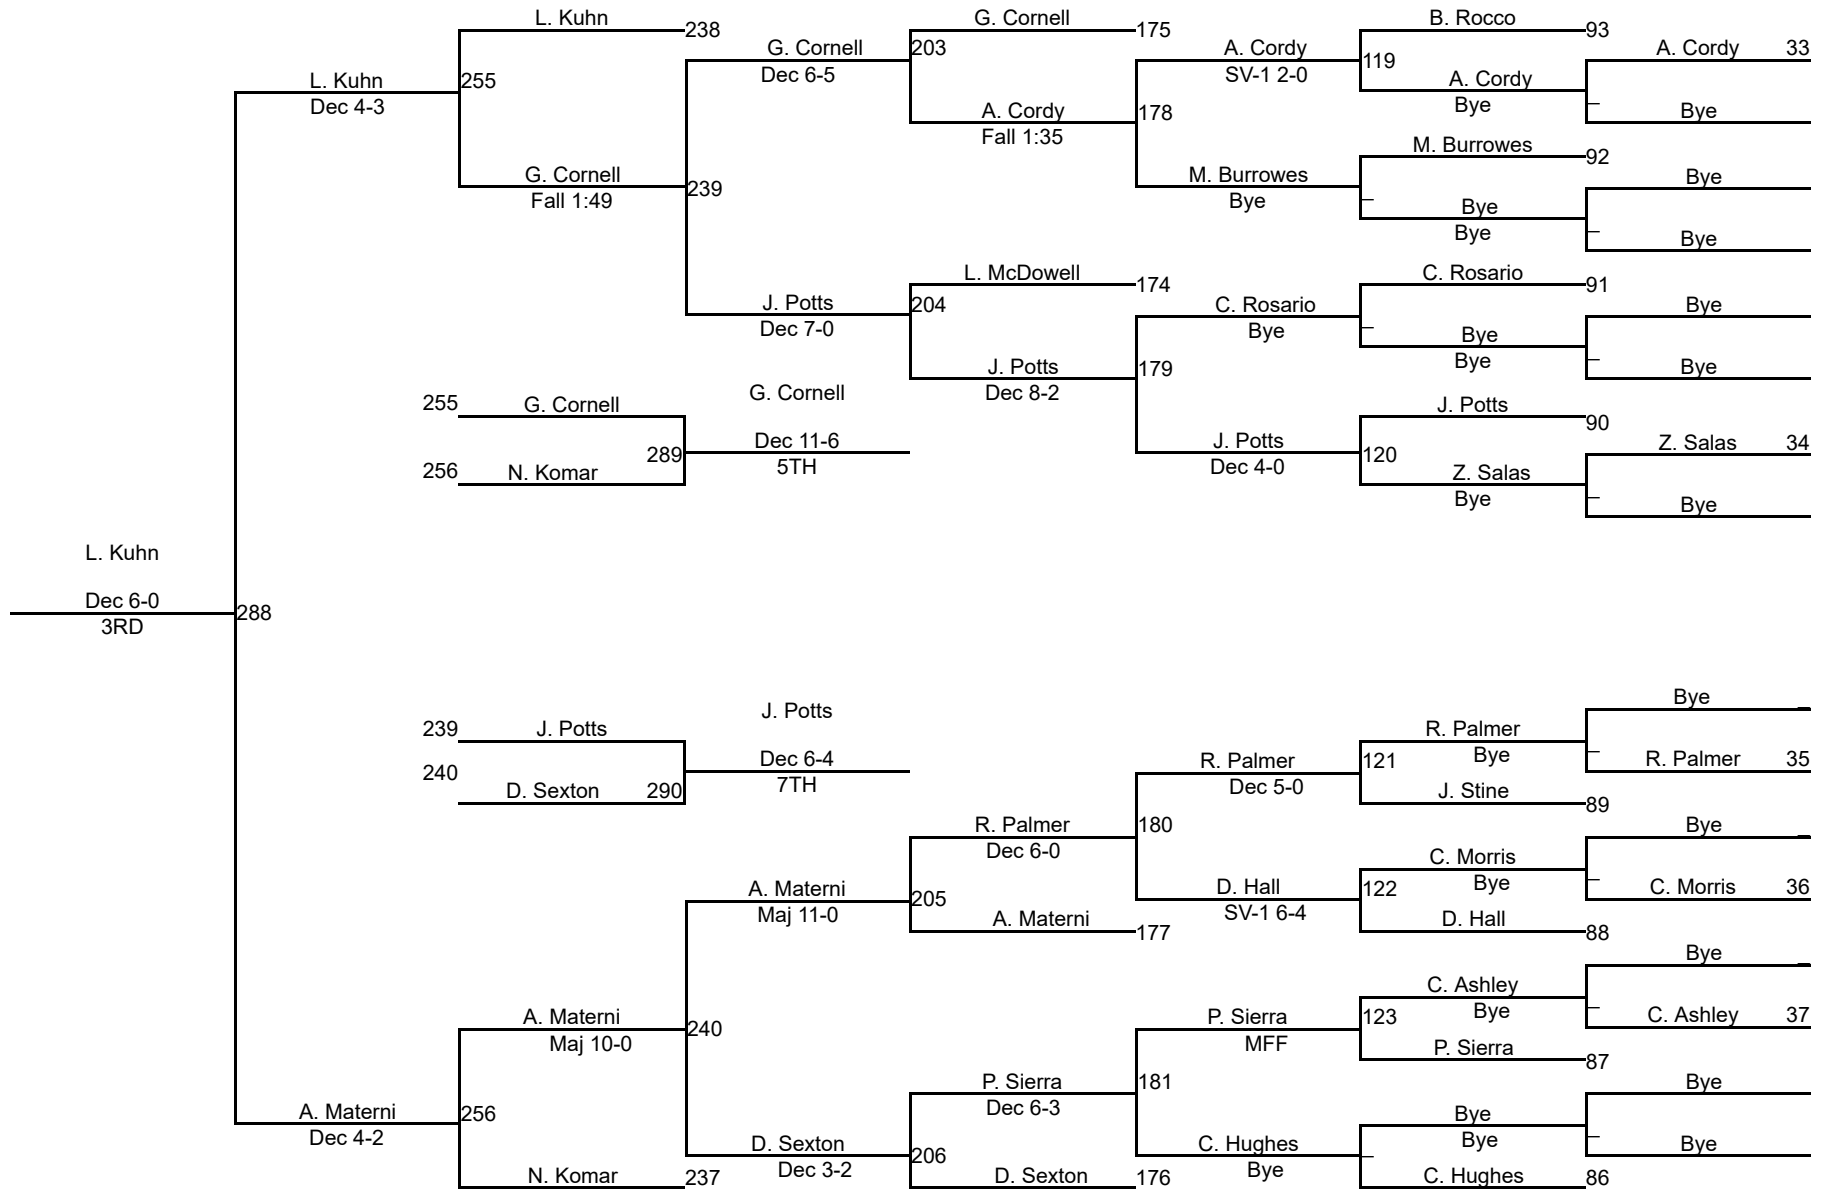 L. Kuhn
238
G. Cornell
175
B. Rocco
93
G. Cornell
203
A. Cordy
A. Cordy
33
Dec 6-5
SV-1 2-0
119
L. Kuhn
255
A. Cordy
Dec 4-3
A. Cordy
178
Bye
Bye
Fall 1:35
M. Burrowes
92
G. Cornell
239
M. Burrowes
Bye
Fall 1:49
Bye
Bye
Bye
Bye
L. McDowell
174
C. Rosario
91
J. Potts
204
C. Rosario
Bye
Dec 7-0
Bye
Bye
Bye
J. Potts
179
Bye
G. Cornell
Dec 8-2
255
G. Cornell
J. Potts
90
Dec 11-6
J. Potts
Z. Salas
34
289
5TH
Dec 4-0
120
256
N. Komar
Z. Salas
Bye
Bye
L. Kuhn
Dec 6-0
288
3RD
Bye
J. Potts
239
J. Potts
R. Palmer
Dec 6-4
R. Palmer
121
Bye
R. Palmer
35
240
7TH
Dec 5-0
D. Sexton
290
J. Stine
89
R. Palmer
180
Bye
Dec 6-0
C. Morris
A. Materni
D. Hall
122
Bye
C. Morris
36
Maj 11-0
205
SV-1 6-4
A. Materni
177
D. Hall
88
Bye
C. Ashley
A. Materni
240
P. Sierra
123
Bye
C. Ashley
37
Maj 10-0
MFF
P. Sierra
87
P. Sierra
181
Bye
A. Materni
256
Dec 6-3
Bye
Dec 4-2
D. Sexton
206
C. Hughes
Bye
Bye
Dec 3-2
Bye
N. Komar
237
D. Sexton
176
C. Hughes
86